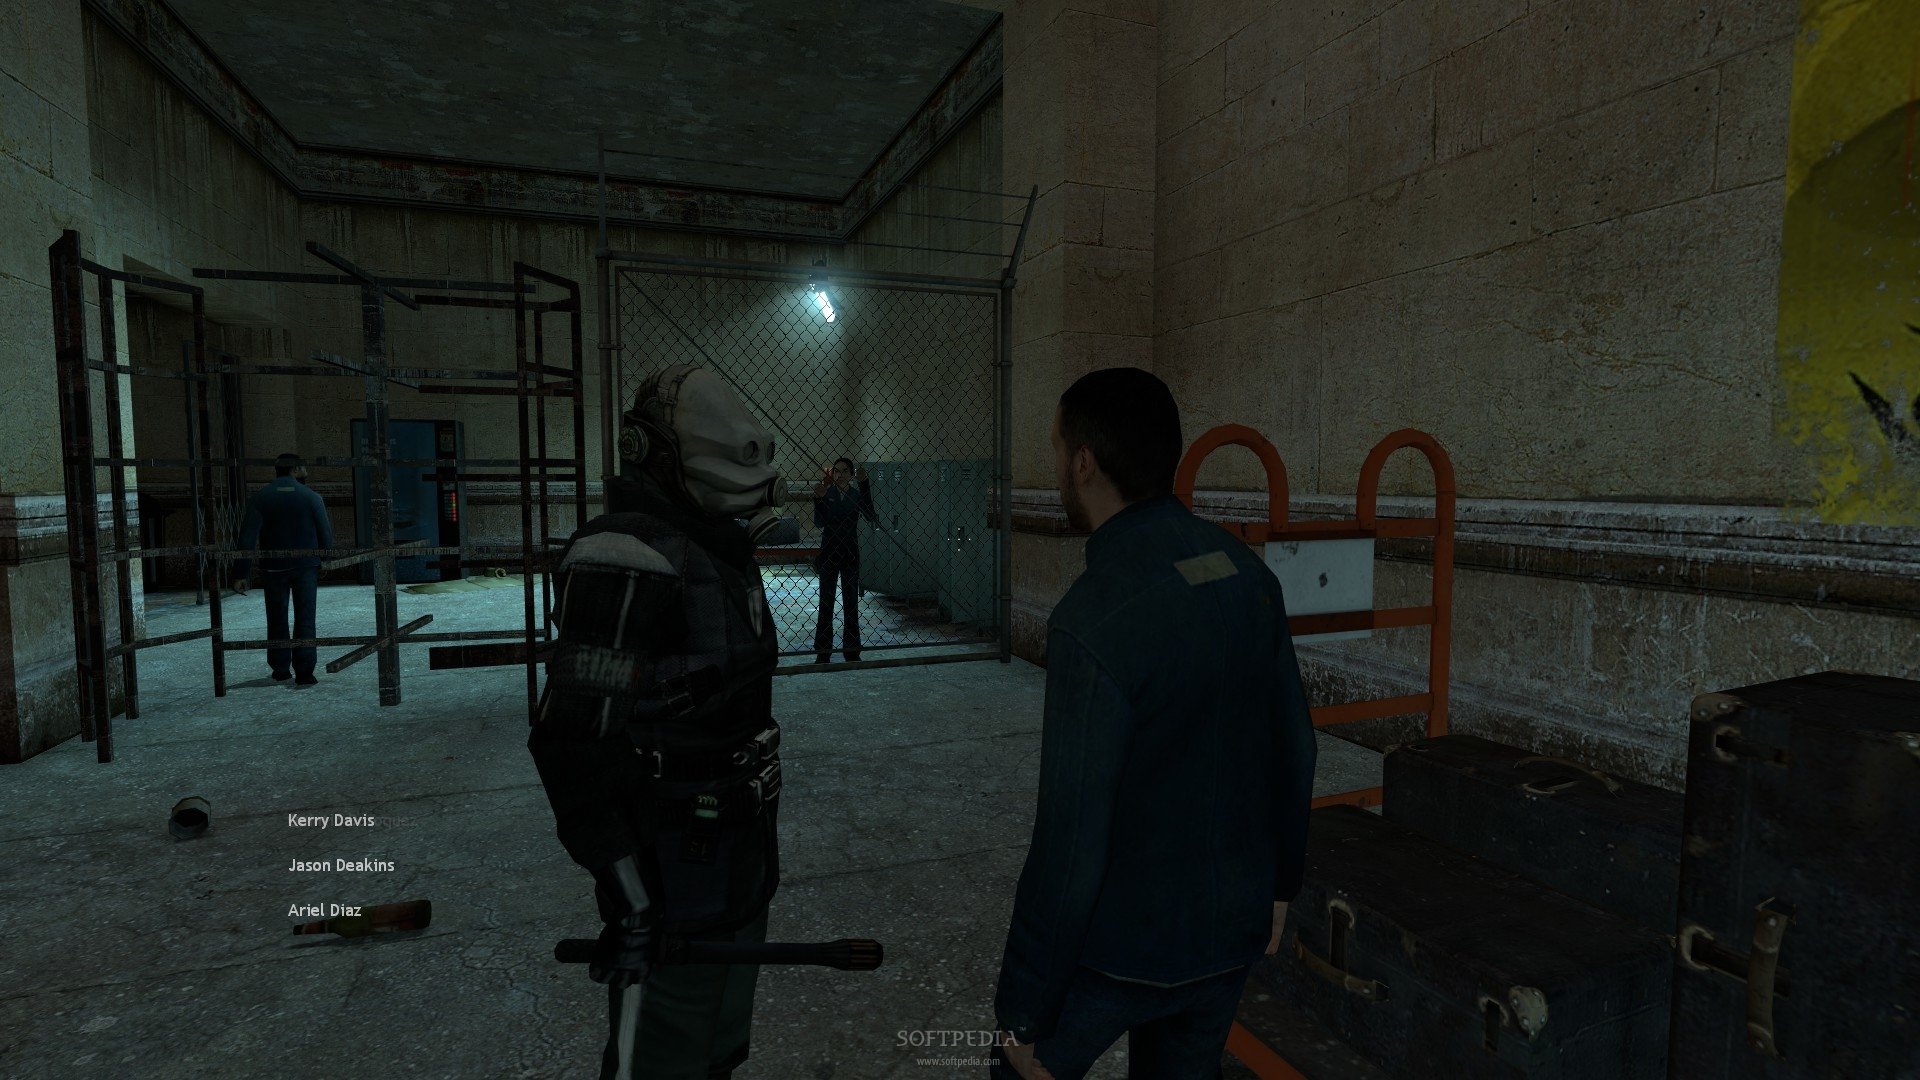 Kerry Davis
Jason Deakins
Ariel Diaz
SOFTPEDIA
www.softpedia.com